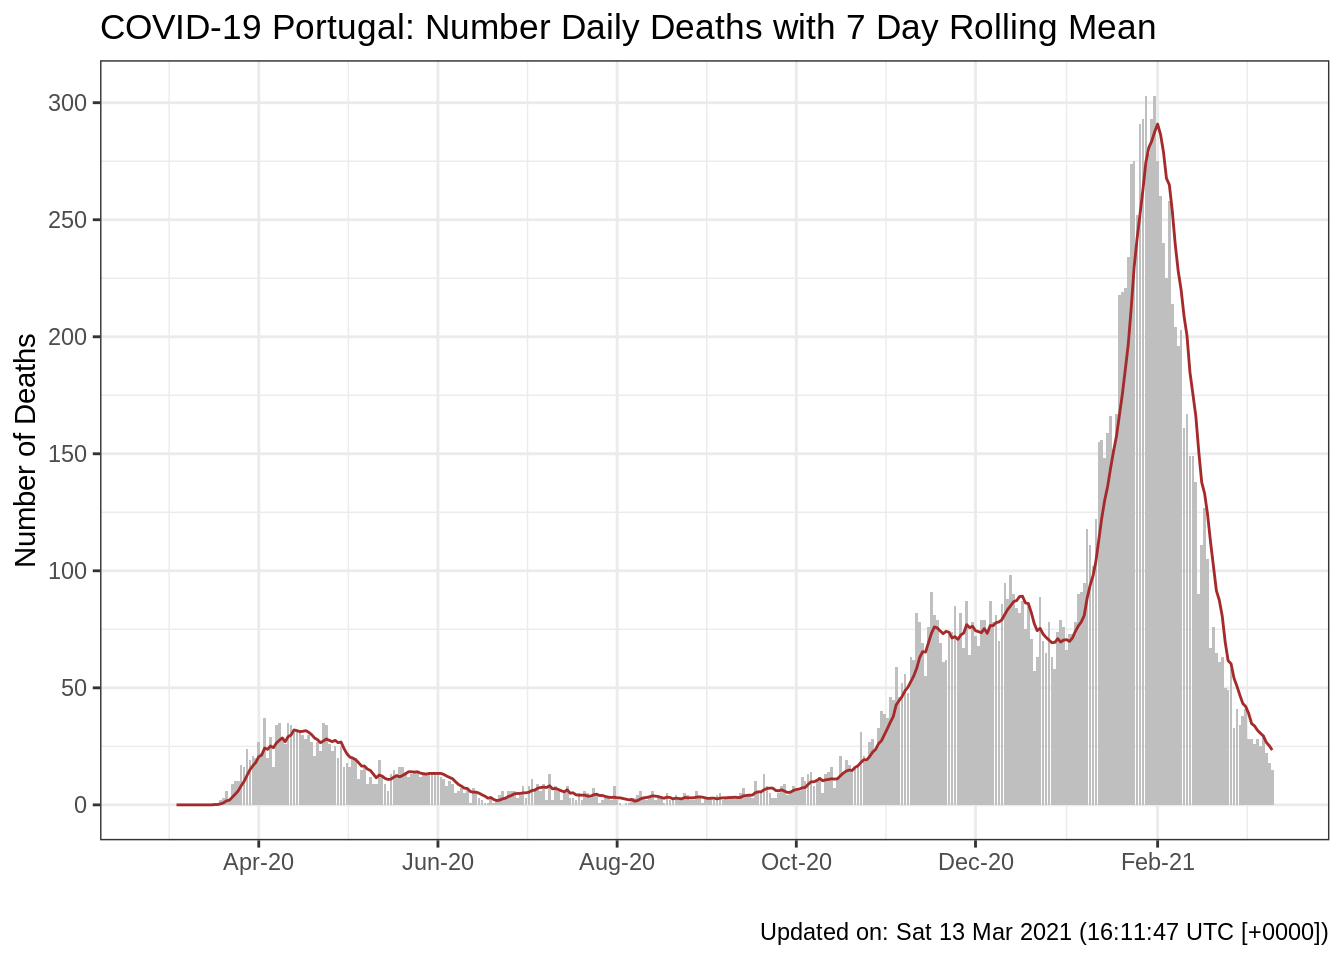 COVID-19 Portugal: Number Daily Deaths with 7 Day Rolling Mean
Number of Deaths
300
250
200
150
100
50
0
Apr-20
Jun-20
Aug-20
Oct-20
Dec-20
Feb-21
Updated on: Sat 13 Mar 2021 (16:11:47 UTC [+0000])